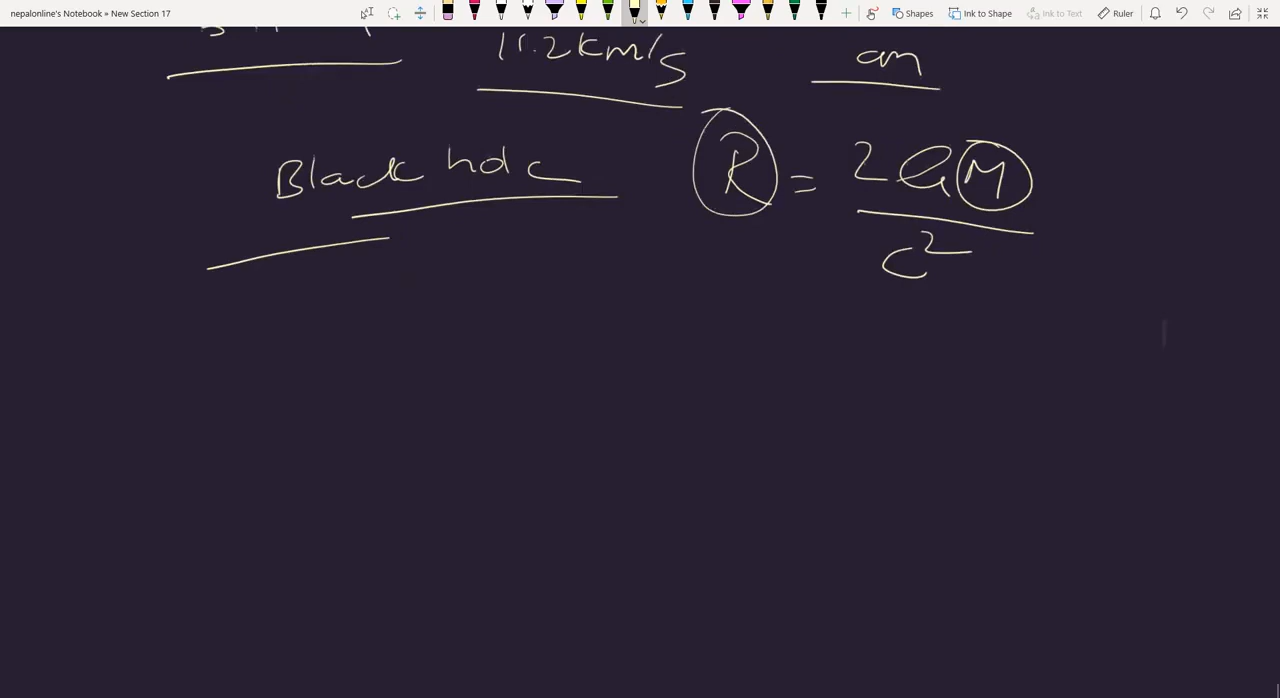 nepalonline's Notebook » New Section 17
Shapes Ink to Shape Ink to Text Ruler
11.2km/s
Black hole R = 2GM
c²